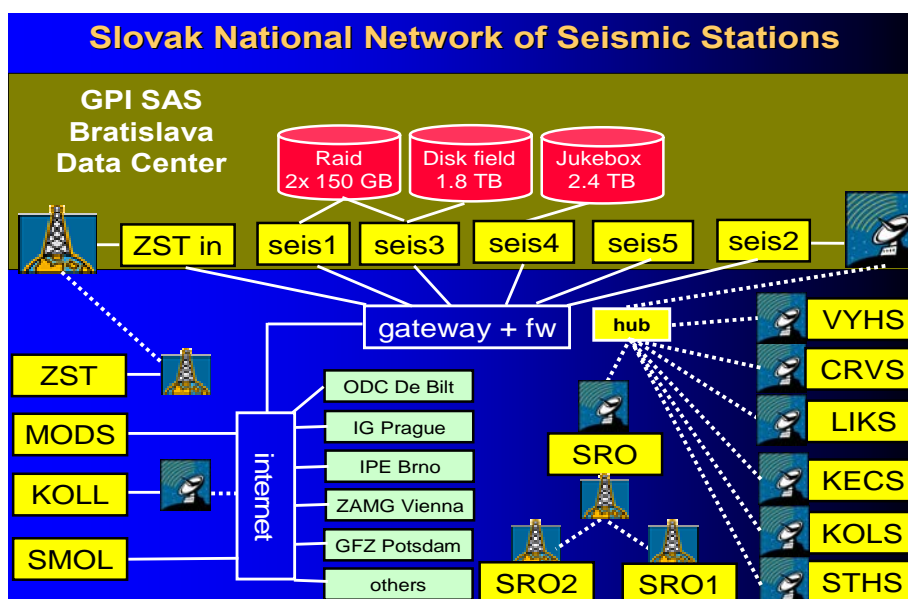 Slovak National Network of Seismic Stations
GPI SAS
Bratislava
Data Center
Raid
2x 150 GB
Disk field
1.8 TB
Jukebox
2.4 TB
ZST in
seis1
seis3
seis4
seis5
seis2
gateway + fw
hub
VYHS
CRVS
LIKS
KECS
KOLS
STHS
ZST
MODS
KOLL
SMOL
internet
ODC De Bilt
IG Prague
IPE Brno
ZAMG Vienna
GFZ Potsdam
others
SRO
SRO2
SRO1